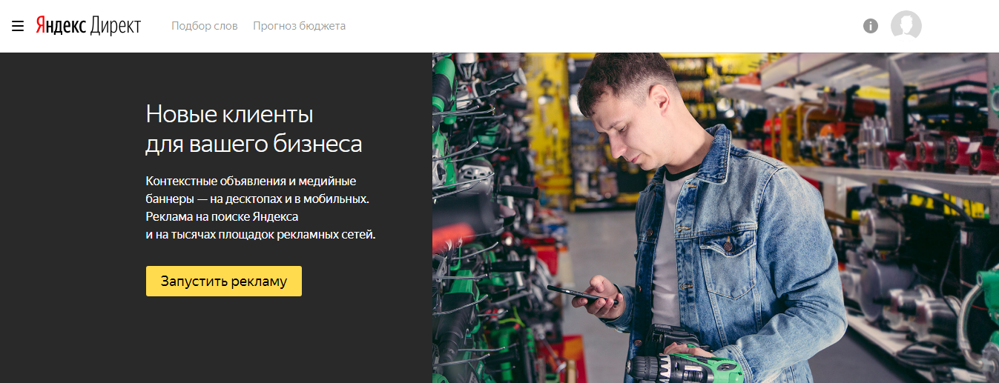 Яндекс Директ
Подбор слов
Прогноз бюджета
Новые клиенты
для вашего бизнеса
Контекстные объявления и медийные
баннеры — на десктопах и в мобильных.
Реклама на поиске Яндекса
и на тысячах площадок рекламных сетей.
Запустить рекламу